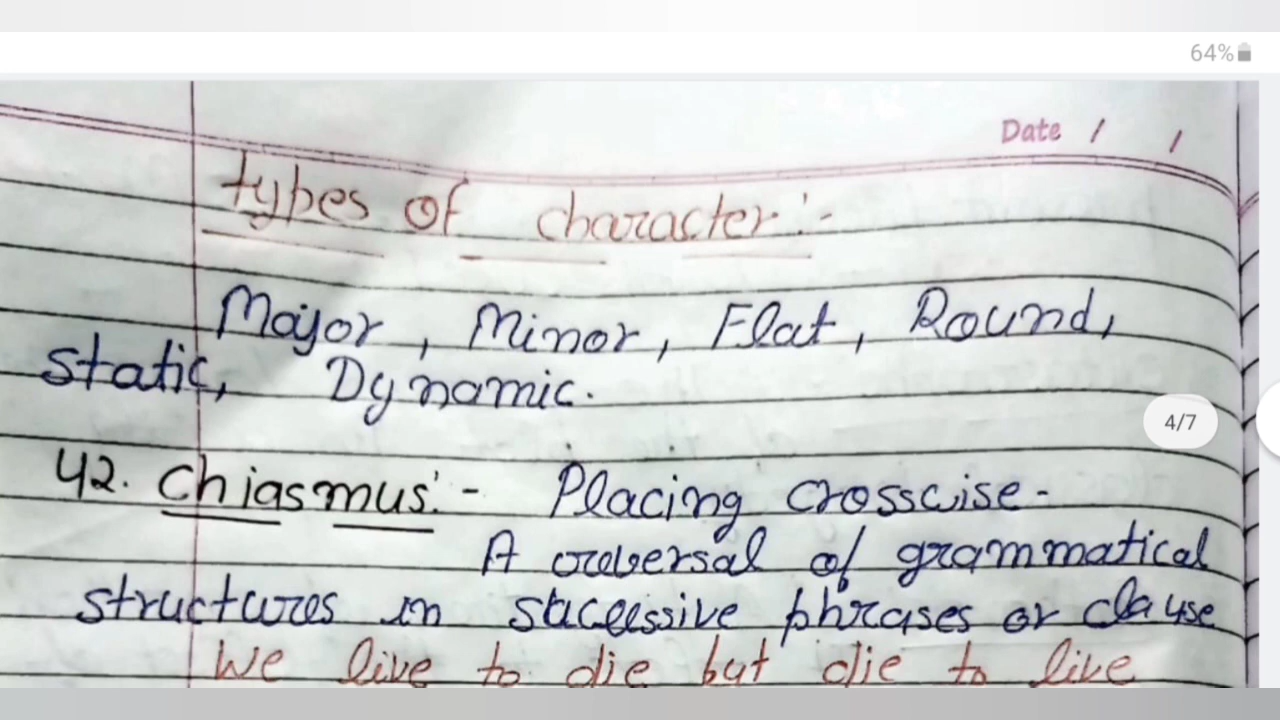 64%
Date / /
types of character :-
Major, Minor, Flat, Round,
static, Dynamic.
4/7
42. Chiasmus :- Placing crosswise -
A reversal of grammatical
structures in successive phrases or clause
We live to die but die to live